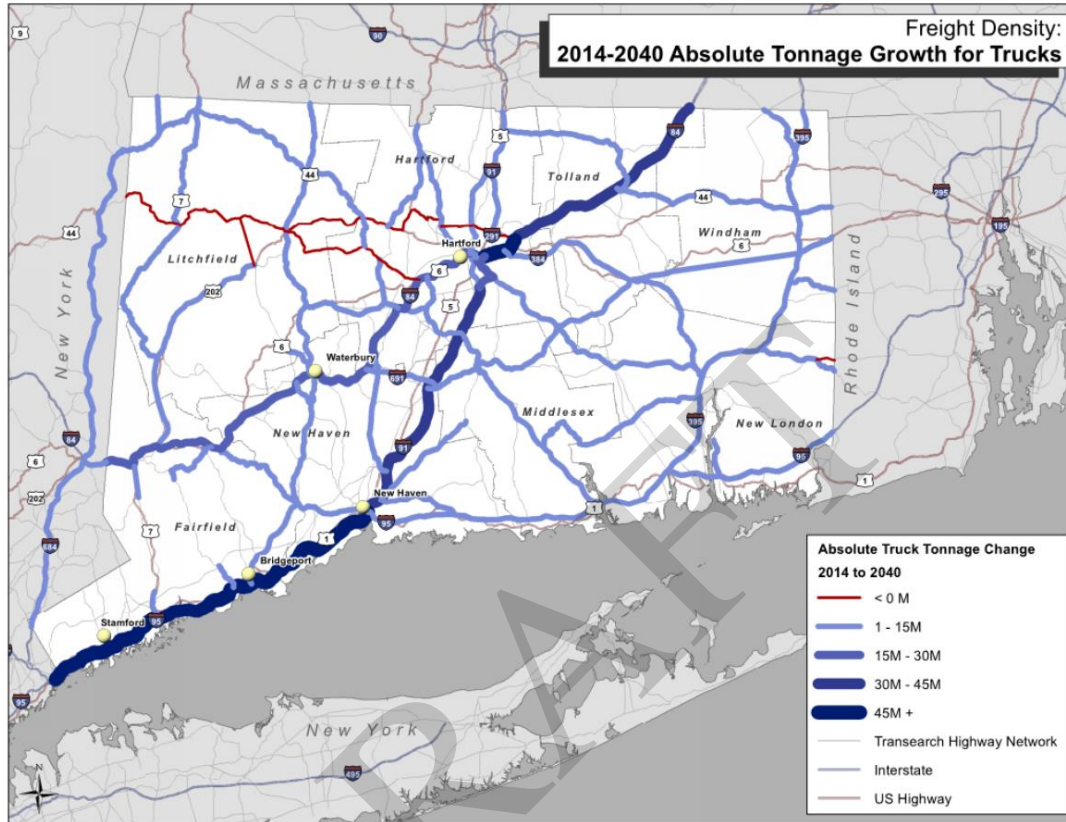 Freight Density:
2014-2040 Absolute Tonnage Growth for Trucks
9
90
Massachusetts
84
395
5
Hartford
91
Tolland
44
7
44
295
44
Windham
195
Hartford
291
6
384
Litchfield
6
202
84
5
New York
Rhode Island
6
Waterbury
691
Middlesex
395
New London
84
New Haven
91
95
6
202
New Haven
1
1
95
7
Fairfield
1
684
Bridgeport
Stamford
95
95
New York
495
N
DRAFT
Absolute Truck Tonnage Change
2014 to 2040
< 0 M
1 - 15M
15M - 30M
30M - 45M
45M +
Transearch Highway Network
Interstate
US Highway